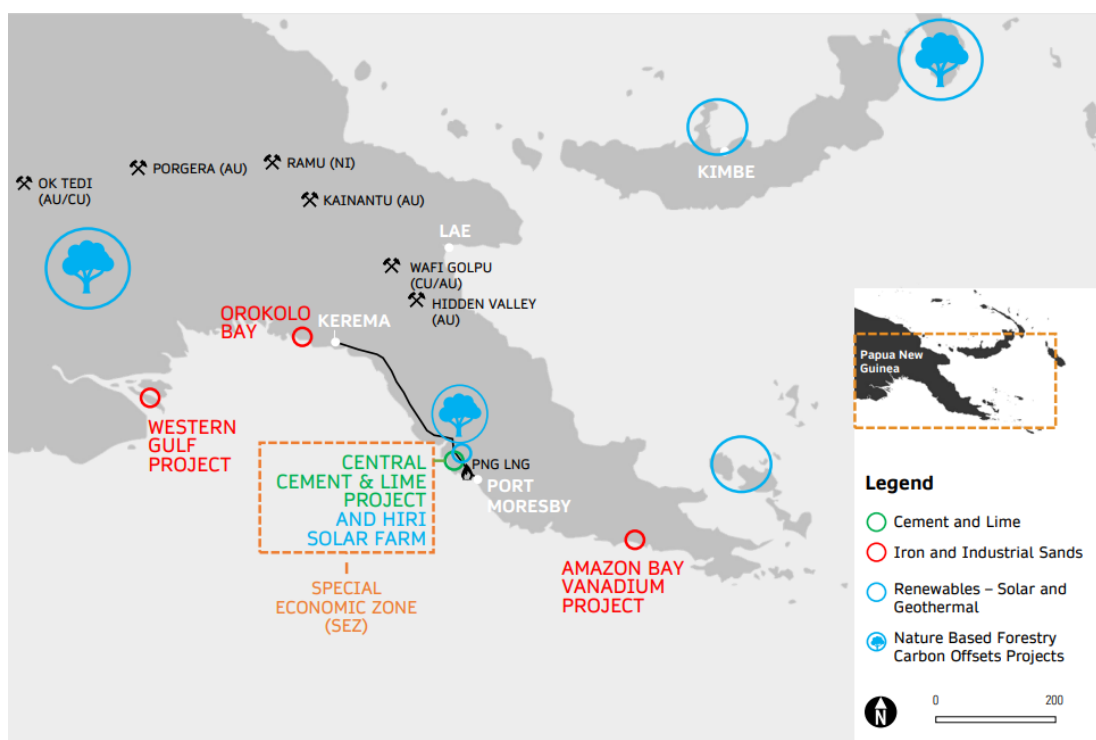 OK TEDI
(AU/CU)
PORGERA (AU)
RAMU (NI)
KAINANTU (AU)
KIMBE
LAE
WAFI GOLPU
(CU/AU)
HIDDEN VALLEY
(AU)
OROKOLO
BAY
KEREMA
WESTERN
GULF
PROJECT
CENTRAL
CEMENT & LIME
PROJECT
AND HIRI
SOLAR FARM
SPECIAL
ECONOMIC ZONE
(SEZ)
PNG LNG
PORT
MORESBY
AMAZON BAY
VANADIUM
PROJECT
Papua New
Guinea
Legend
Cement and Lime
Iron and Industrial Sands
Renewables – Solar and
Geothermal
Nature Based Forestry
Carbon Offsets Projects
N
0 200